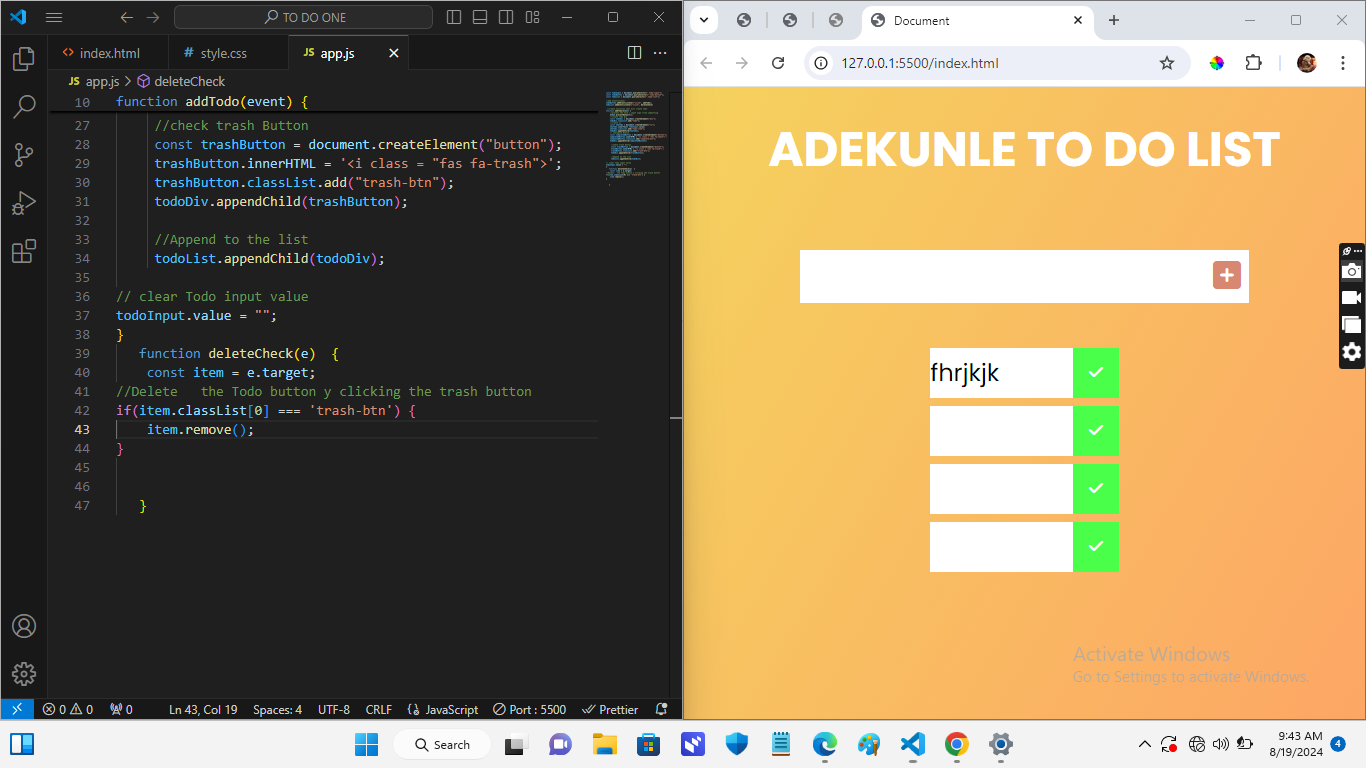 TO DO ONE
index.html
style.css
app.js
app.js > deleteCheck
10 function addTodo(event) {
27 //check trash Button
28 const trashButton = document.createElement("button");
29 trashButton.innerHTML = '<i class = "fas fa-trash">';
30 trashButton.classList.add("trash-btn");
31 todoDiv.appendChild(trashButton);
32
33 //Append to the list
34 todoList.appendChild(todoDiv);
35
36 // clear Todo input value
37 todoInput.value = "";
38 }
39 function deleteCheck(e)  {
40 const item = e.target;
41 //Delete   the Todo button y clicking the trash button
42 if(item.classList[0] === 'trash-btn') {
43 item.remove();
44 }
45
46
47 }
0 0 0 Ln 43, Col 19 Spaces: 4 UTF-8 CRLF {} JavaScript Port : 5500 Prettier
Document
127.0.0.1:5500/index.html
ADEKUNLE TO DO LIST
fhrjkjk
Activate Windows
Go to Settings to activate Windows.
Search
9:43 AM
8/19/2024
4